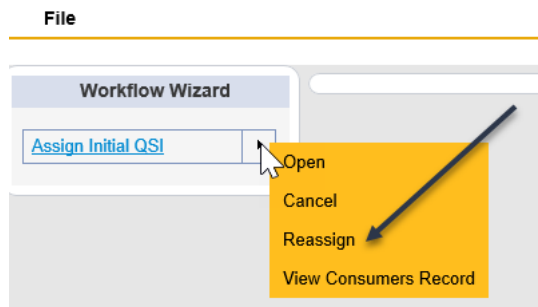 File
Workflow Wizard
Assign Initial QSI
Open
Cancel
Reassign
View Consumers Record